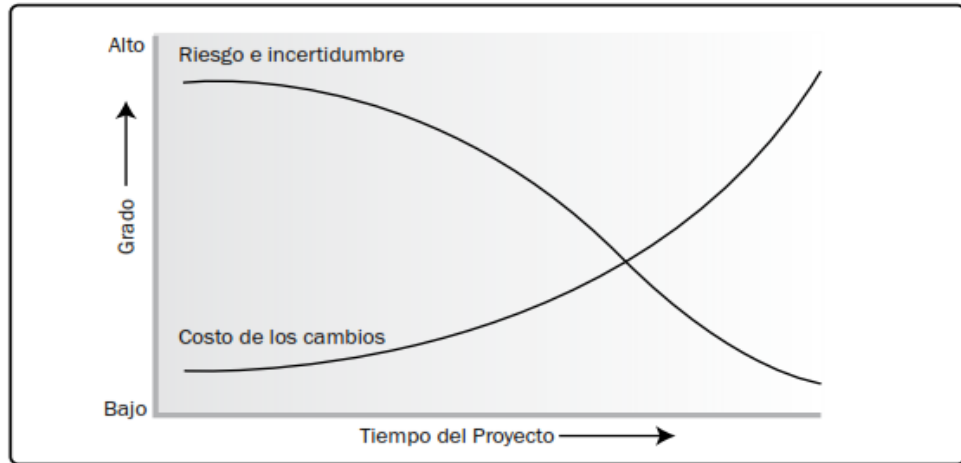 Alto
Riesgo e incertidumbre
Grado
Costo de los cambios
Bajo
Tiempo del Proyecto